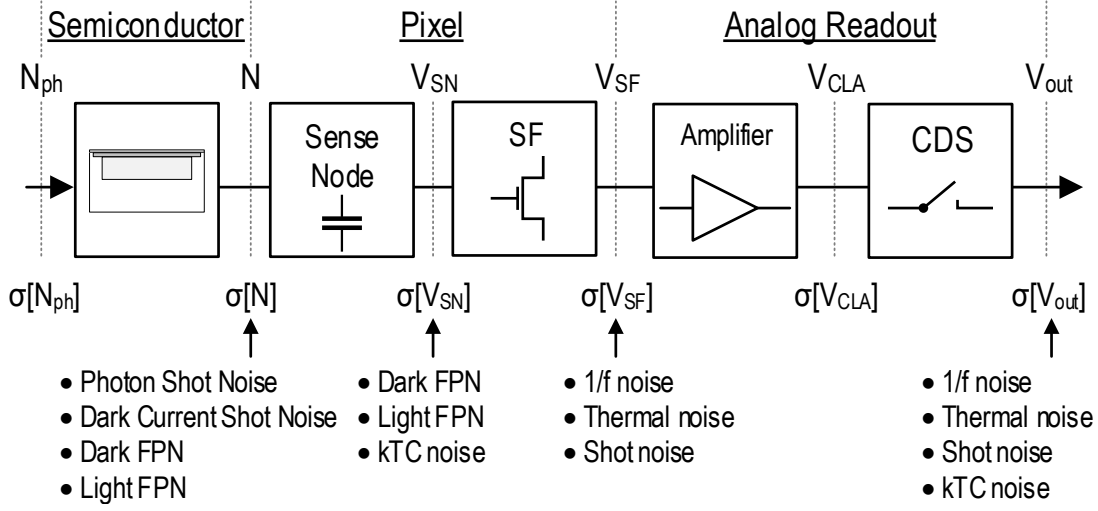 Semiconductor Pixel Analog Readout
N_ph N V_SN V_SF V_CLA V_out
Sense
Node
SF
Amplifier
CDS
σ[N_ph] σ[N] σ[V_SN] σ[V_SF] σ[V_CLA] σ[V_out]
• Photon Shot Noise
• Dark Current Shot Noise
• Dark FPN
• Light FPN
• Dark FPN
• Light FPN
• kTC noise
• 1/f noise
• Thermal noise
• Shot noise
• 1/f noise
• Thermal noise
• Shot noise
• kTC noise